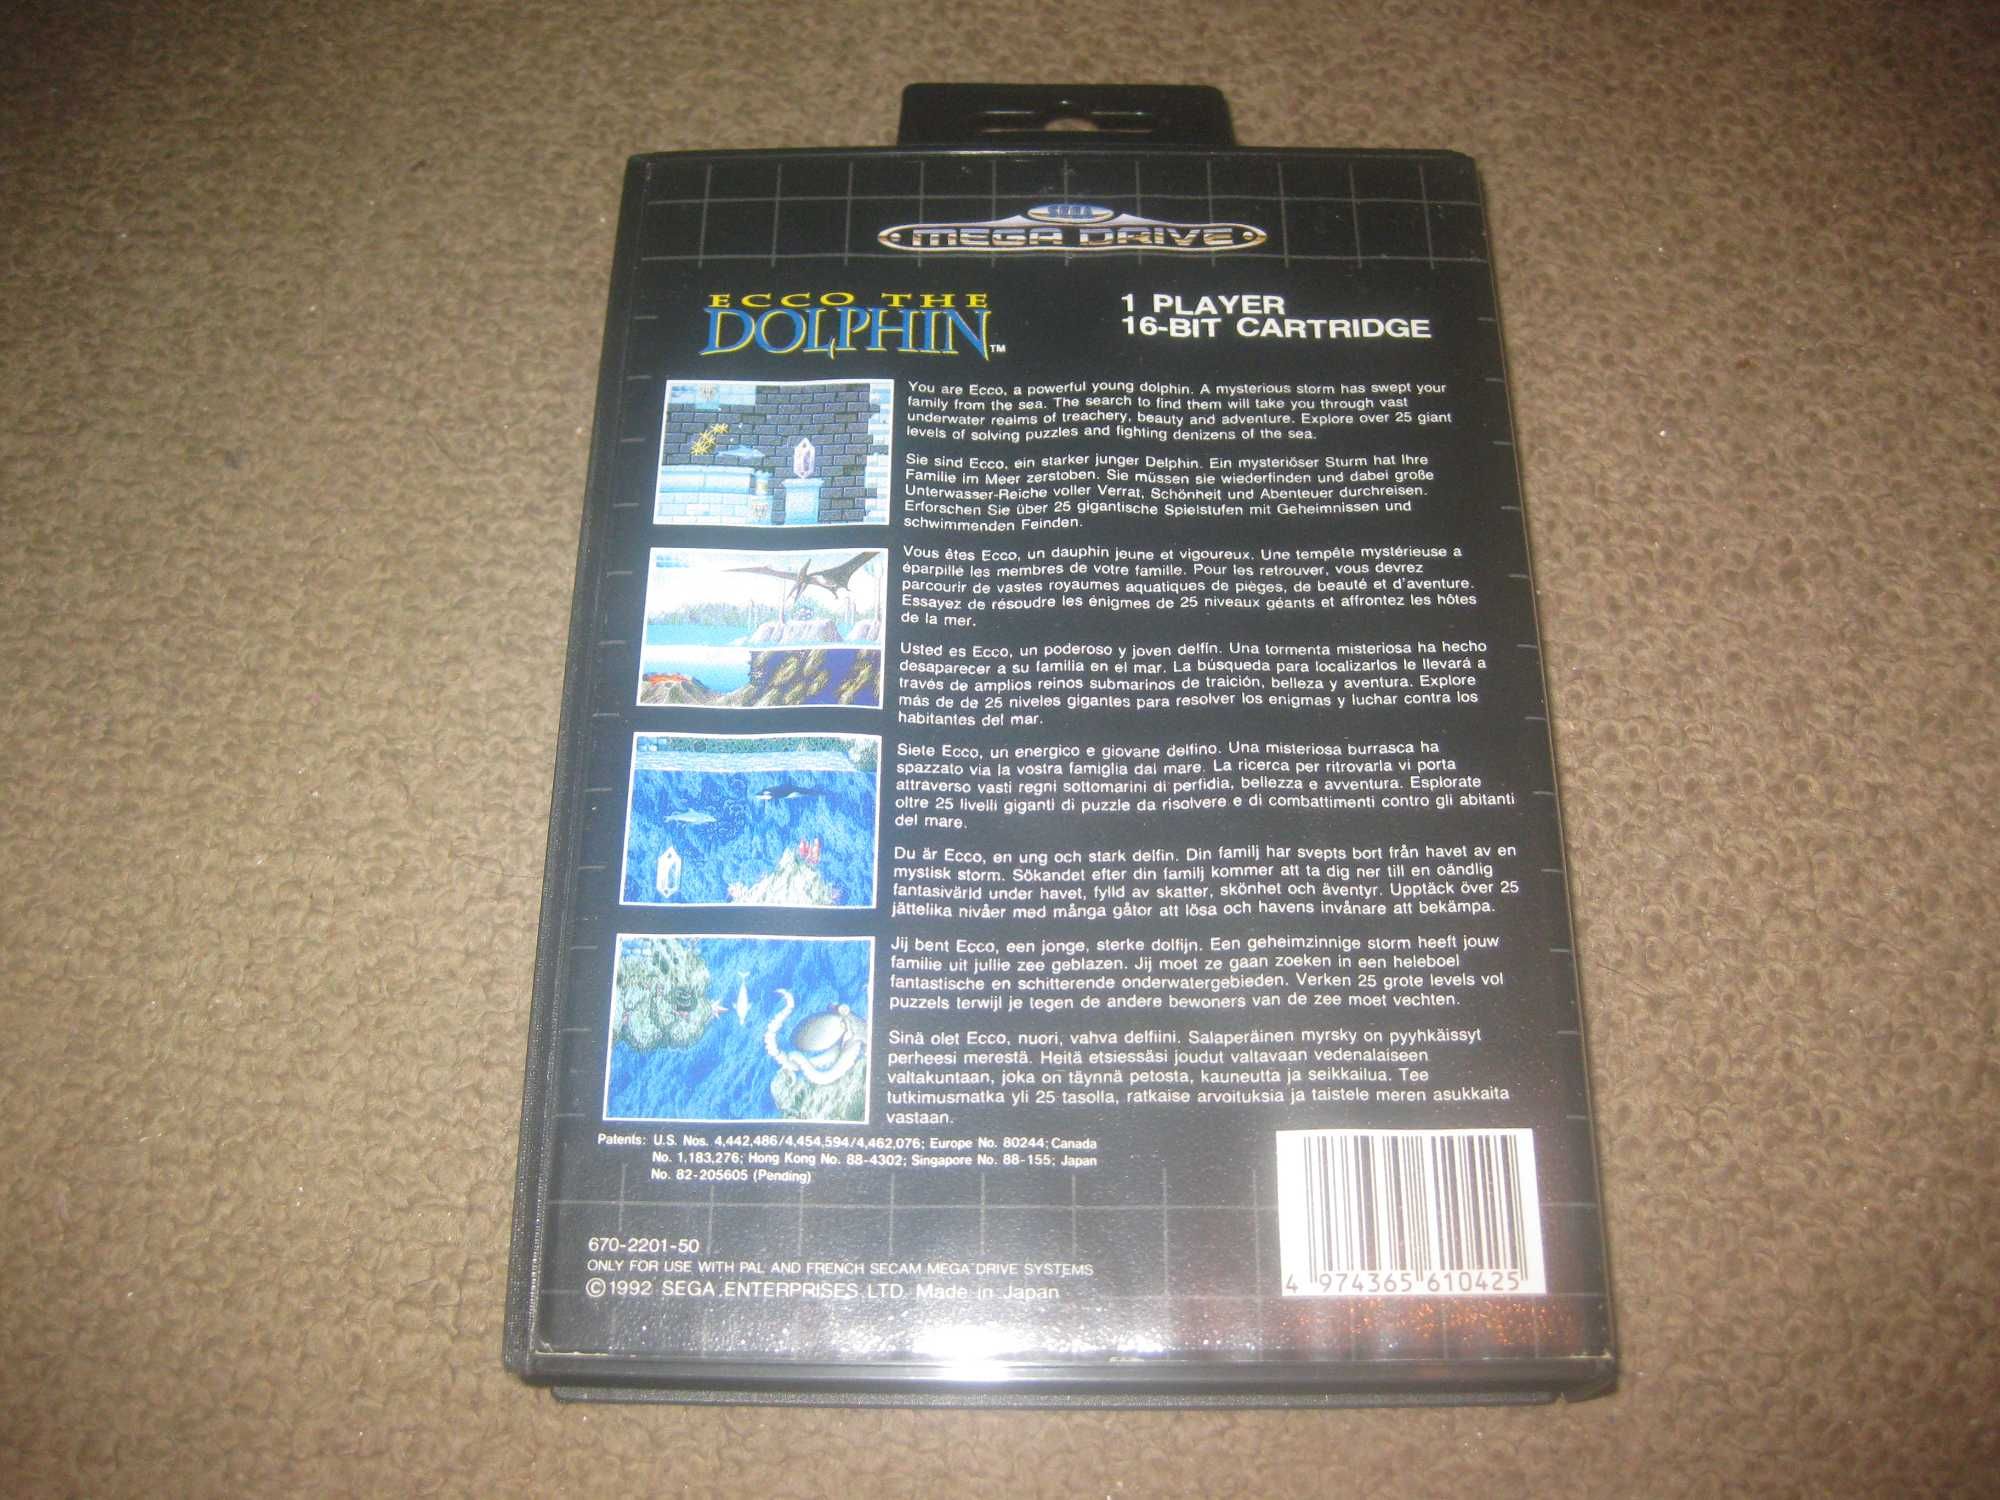 SEGA
MEGA DRIVE
ECCO THE
DOLPHIN™
1 PLAYER
16-BIT CARTRIDGE
You are Ecco, a powerful young dolphin. A mysterious storm has swept your
family from the sea. The search to find them will take you through vast
underwater realms of treachery, beauty and adventure. Explore over 25 giant
levels of solving puzzles and fighting denizens of the sea.
Sie sind Ecco, ein starker junger Delphin. Ein mysteriöser Sturm hat Ihre
Familie im Meer zerstoben. Sie müssen sie wiederfinden und dabei große
Unterwasser-Reiche voller Verrat, Schönheit und Abenteuer durchreisen.
Erforschen Sie über 25 gigantische Spielstufen mit Geheimnissen und
schwimmenden Feinden.
Vous êtes Ecco, un dauphin jeune et vigoureux. Une tempête mystérieuse a
éparpillé les membres de votre famille. Pour les retrouver, vous devrez
parcourir de vastes royaumes aquatiques de pièges, de beauté et d'aventure.
Essayez de résoudre les énigmes de 25 niveaux géants et affrontez les hôtes
de la mer.
Usted es Ecco, un poderoso y joven delfín. Una tormenta misteriosa ha hecho
desaparecer a su familia en el mar. La búsqueda para localizarlos le llevará a
través de amplios reinos submarinos de traición, belleza y aventura. Explore
más de de 25 niveles gigantes para resolver los enigmas y luchar contra los
habitantes del mar.
Siete Ecco, un energico e giovane delfino. Una misteriosa burrasca ha
spazzato via la vostra famiglia dal mare. La ricerca per ritrovarla vi porta
attraverso vasti regni sottomarini di perfidia, bellezza e avventura. Esplorate
oltre 25 livelli giganti di puzzle da risolvere e di combattimenti contro gli abitanti
del mare.
Du är Ecco, en ung och stark delfin. Din familj har svepts bort från havet av en
mystisk storm. Sökandet efter din familj kommer att ta dig ner till en oändlig
fantasivärld under havet, fylld av skatter, skönhet och äventyr. Upptäck över 25
jättelika nivåer med många gåtor att lösa och havens invånare att bekämpa.
Jij bent Ecco, een jonge, sterke dolfijn. Een geheimzinnige storm heeft jouw
familie uit jullie zee geblazen. Jij moet ze gaan zoeken in een heleboel
fantastische en schitterende onderwatergebieden. Verken 25 grote levels vol
puzzels terwijl je tegen de andere bewoners van de zee moet vechten.
Sinä olet Ecco, nuori, vahva delfiini. Salaperäinen myrsky on pyyhkäissyt
perheesi merestä. Heitä etsiessäsi joudut valtavaan vedenalaiseen
valtakuntaan, joka on täynnä petosta, kauneutta ja seikkailua. Tee
tutkimusmatka yli 25 tasolla, ratkaise arvoituksia ja taistele meren asukkaita
vastaan.
Patents: U.S. Nos. 4,442,486/4,454,594/4,462,076; Europe No. 80244; Canada
No. 1,183,276; Hong Kong No. 88-4302; Singapore No. 88-155; Japan
No. 82-205605 (Pending)
670-2201-50
ONLY FOR USE WITH PAL AND FRENCH SECAM MEGA DRIVE SYSTEMS
©1992 SEGA ENTERPRISES LTD. Made in Japan
4 974365 610425